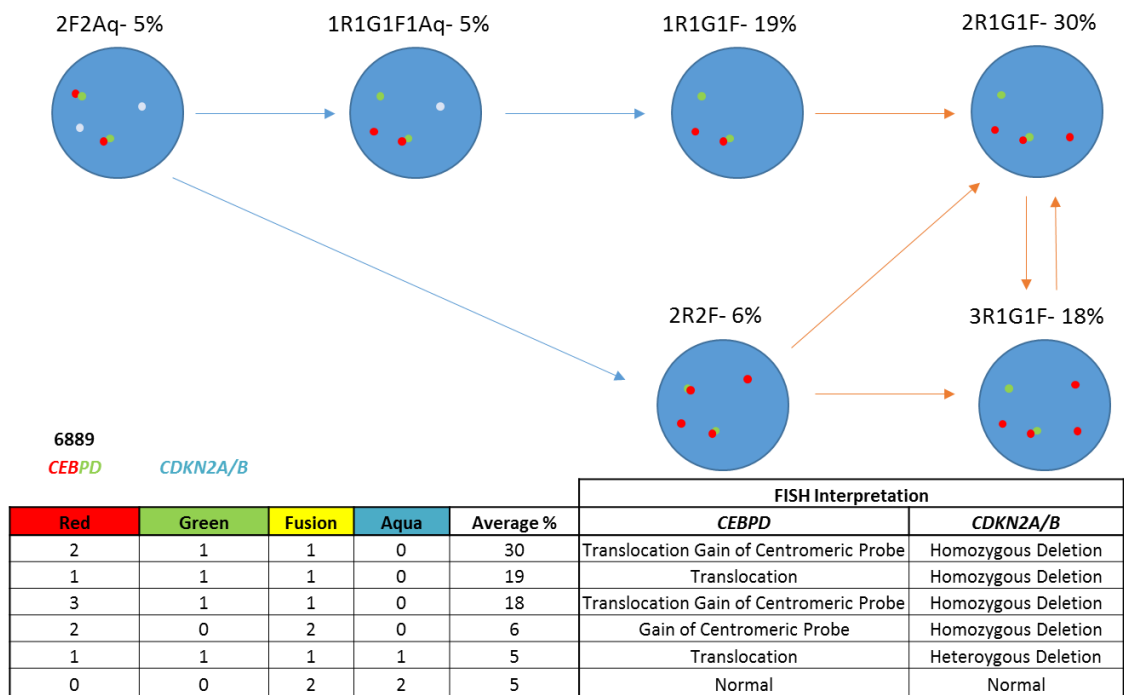 2F2Aq- 5%
1R1G1F1Aq- 5%
1R1G1F- 19%
2R1G1F- 30%
2R2F- 6%
3R1G1F- 18%
6889
CEBPD CDKN2A/B
FISH Interpretation
Red Green Fusion Aqua Average % CEBPD CDKN2A/B
2 1 1 0 30 Translocation Gain of Centromeric Probe Homozygous Deletion
1 1 1 0 19 Translocation Homozygous Deletion
3 1 1 0 18 Translocation Gain of Centromeric Probe Homozygous Deletion
2 0 2 0 6 Gain of Centromeric Probe Homozygous Deletion
1 1 1 1 5 Translocation Heteroygous Deletion
0 0 2 2 5 Normal Normal